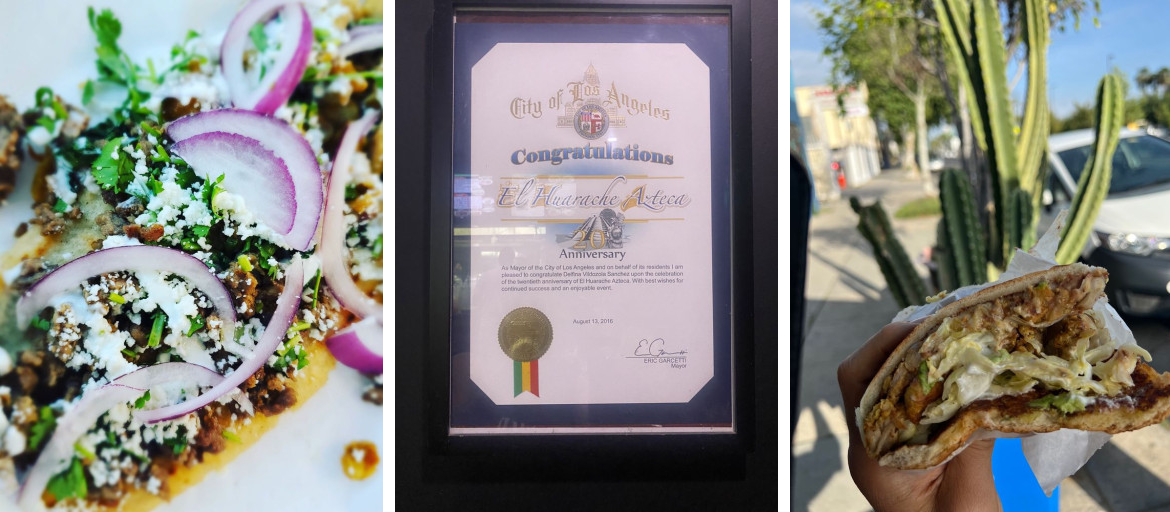 City of Los Angeles
Congratulations
El Huarache Azteca
20
Anniversary
As Mayor of the City of Los Angeles and on behalf of its residents I am
pleased to congratulate Delfina Vildozola Sanchez upon the celebration
of the twentieth anniversary of El Huarache Azteca. With best wishes for
continued success and an enjoyable event.
August 13, 2016
ERIC GARCETTI
Mayor